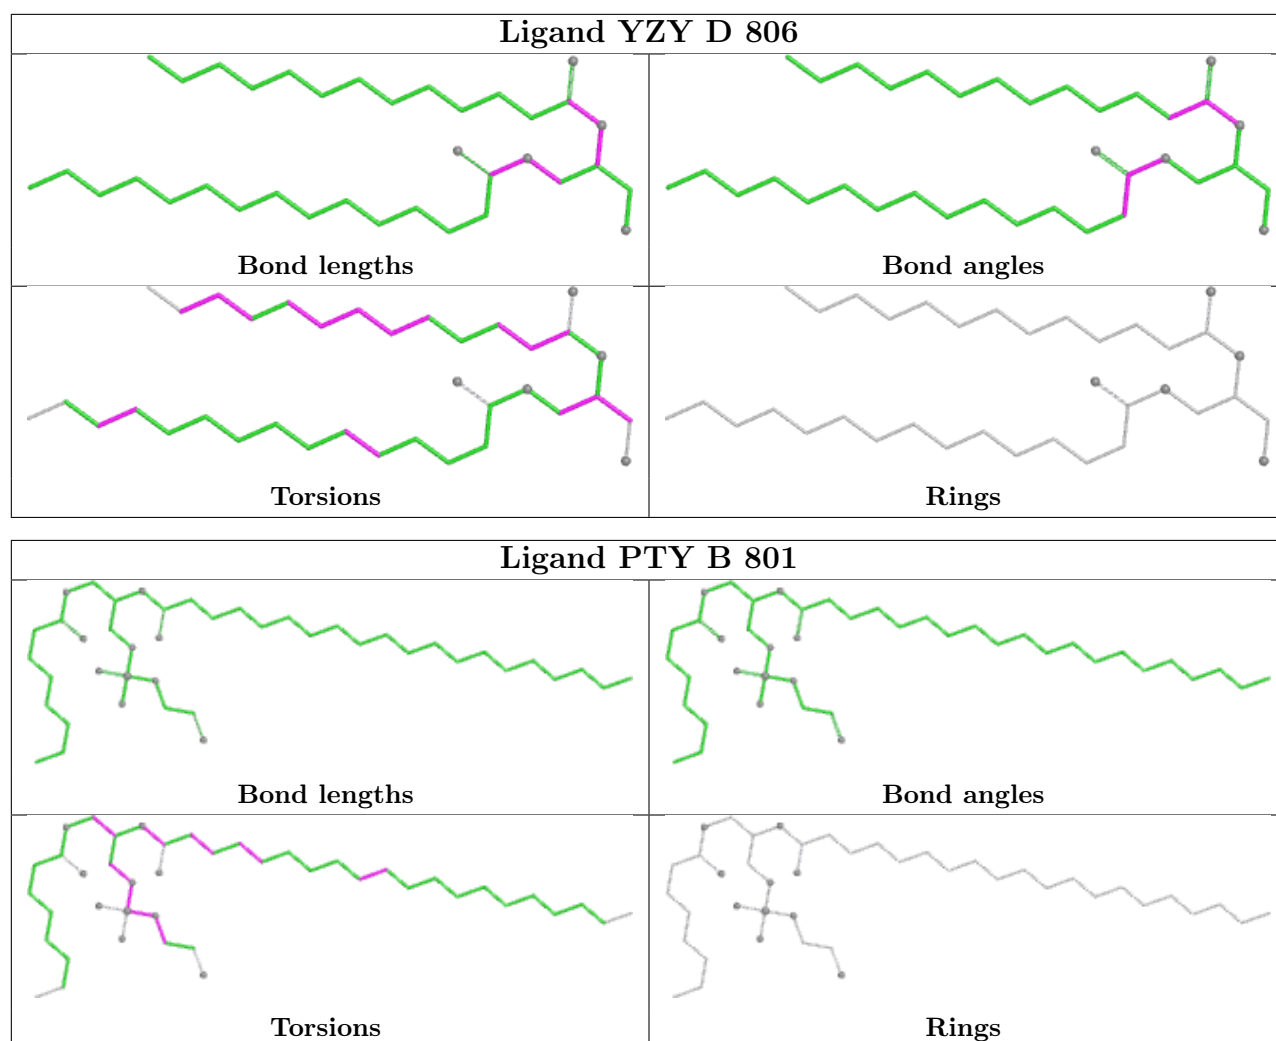 Ligand YZY D 806
Bond lengths
Bond angles
Torsions
Rings
Ligand PTY B 801
Bond lengths
Bond angles
Torsions
Rings